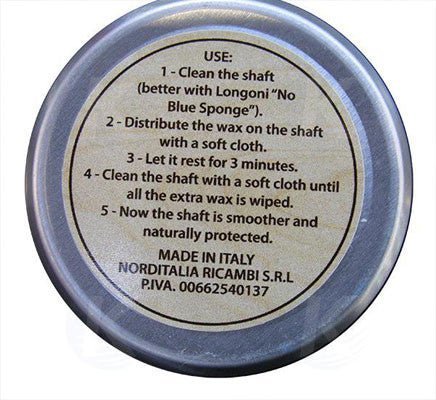 USE:
1 - Clean the shaft
(better with Longoni “No
Blue Sponge”).
2 - Distribute the wax on the shaft
with a soft cloth.
3 - Let it rest for 3 minutes.
4 - Clean the shaft with a soft cloth until
all the extra wax is wiped.
5 - Now the shaft is smoother and
naturally protected.
MADE IN ITALY
NORDITALIA RICAMBI S.R.L
P.IVA. 00662540137